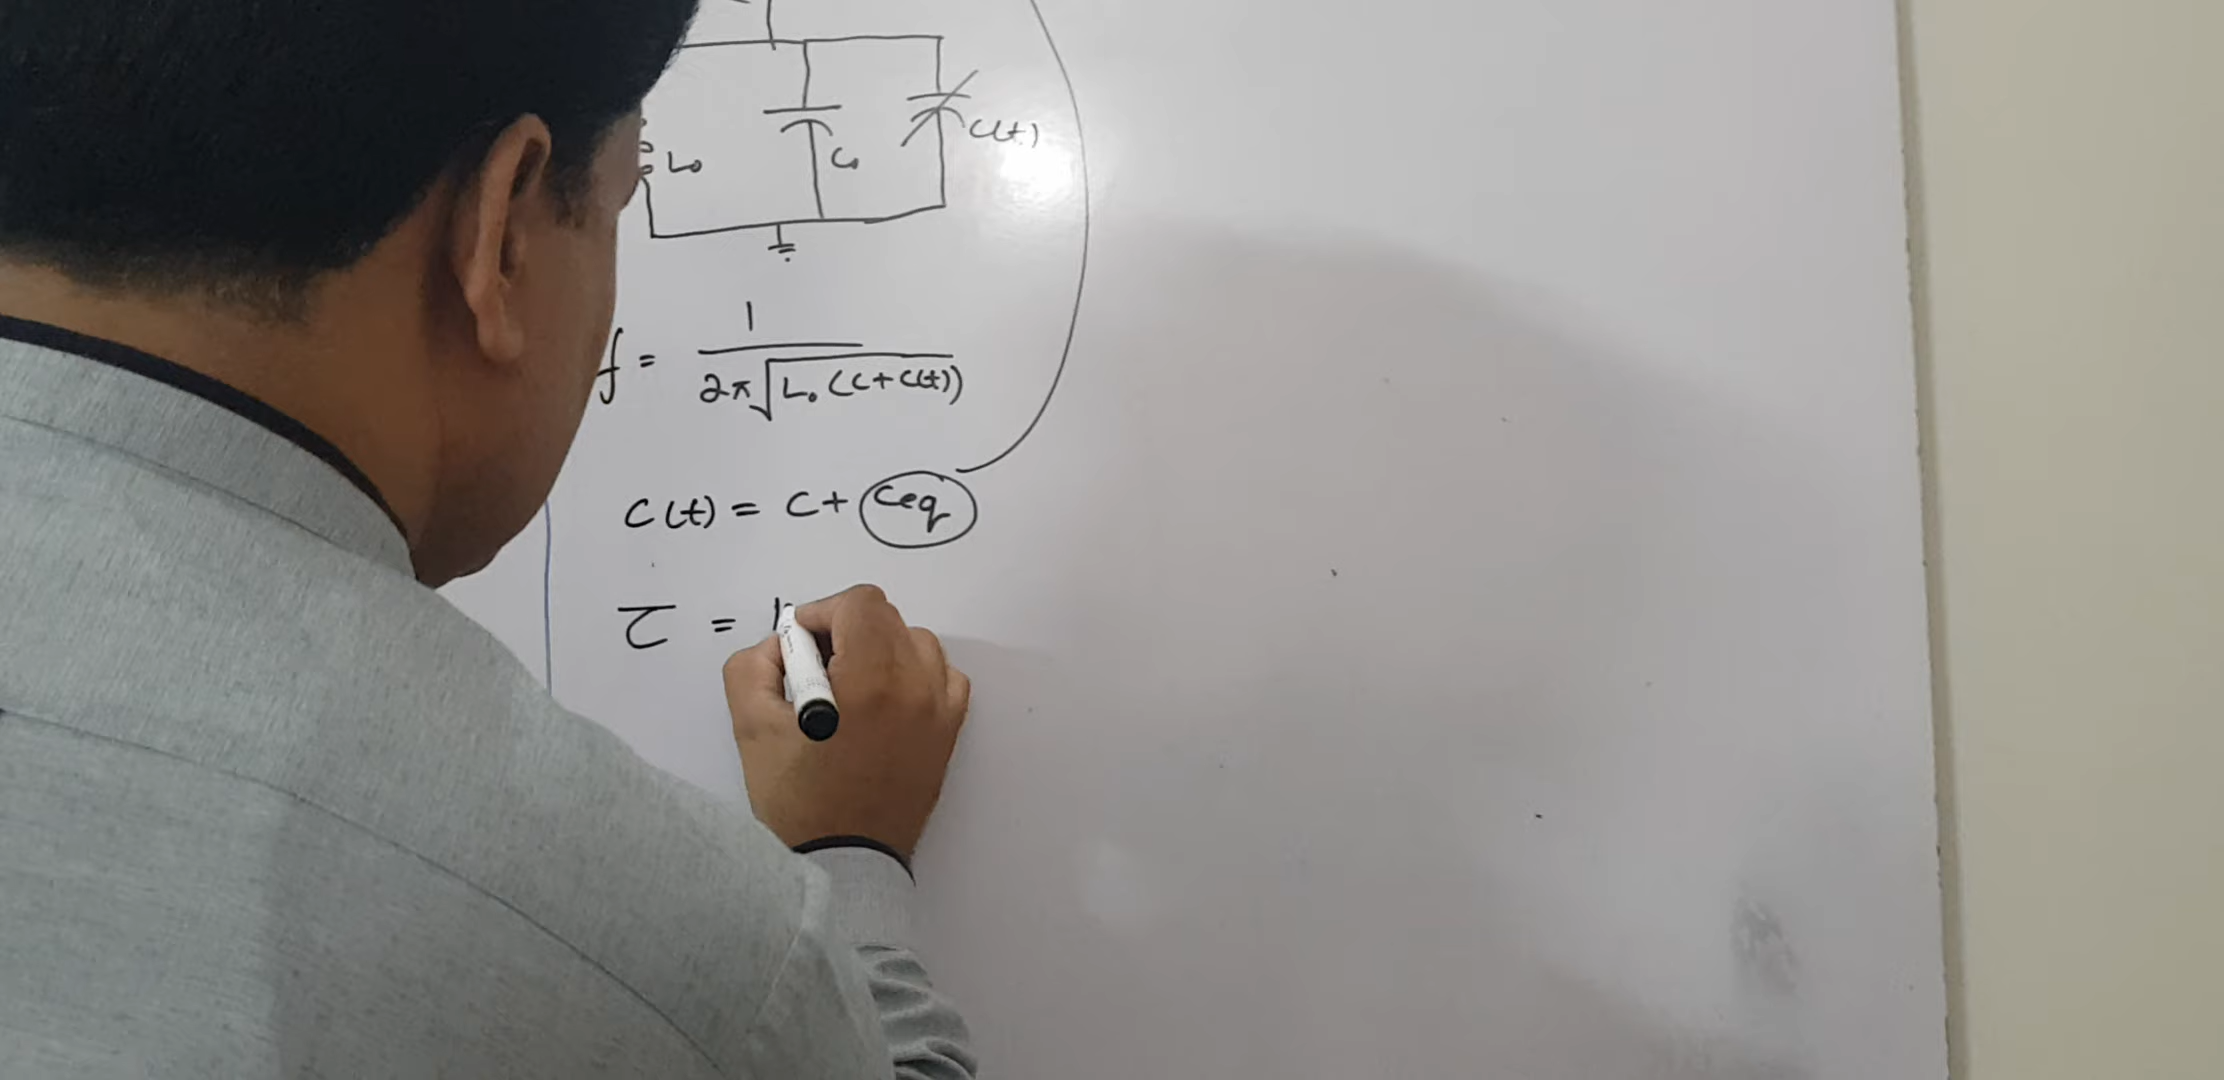 C(t)
L₀
C₀
f = 1 / 2π√L₀(C+C(t))
C(t) = C + Ceq
τ =